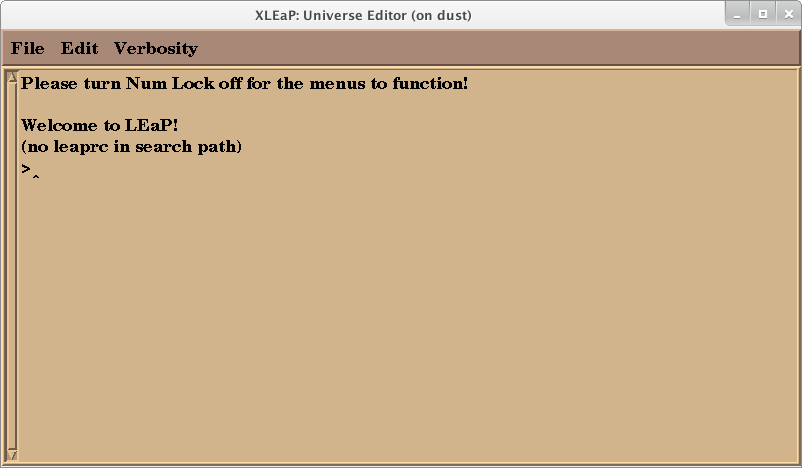 XLEaP: Universe Editor (on dust)
File Edit Verbosity
Please turn Num Lock off for the menus to function!
Welcome to LEaP!
(no leaprc in search path)
>